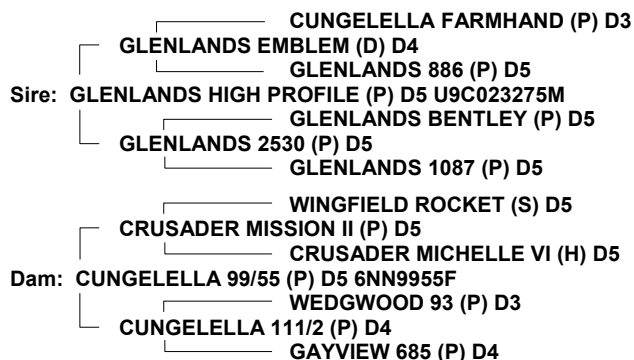 CUNGELELLA FARMHAND (P) D3
GLENLANDS EMBLEM (D) D4
GLENLANDS 886 (P) D5
Sire: GLENLANDS HIGH PROFILE (P) D5 U9C023275M
GLENLANDS BENTLEY (P) D5
GLENLANDS 2530 (P) D5
GLENLANDS 1087 (P) D5
WINGFIELD ROCKET (S) D5
CRUSADER MISSION II (P) D5
CRUSADER MICHELLE VI (H) D5
Dam: CUNGELELLA 99/55 (P) D5 6NN9955F
WEDGWOOD 93 (P) D3
CUNGELELLA 111/2 (P) D4
GAYVIEW 685 (P) D4